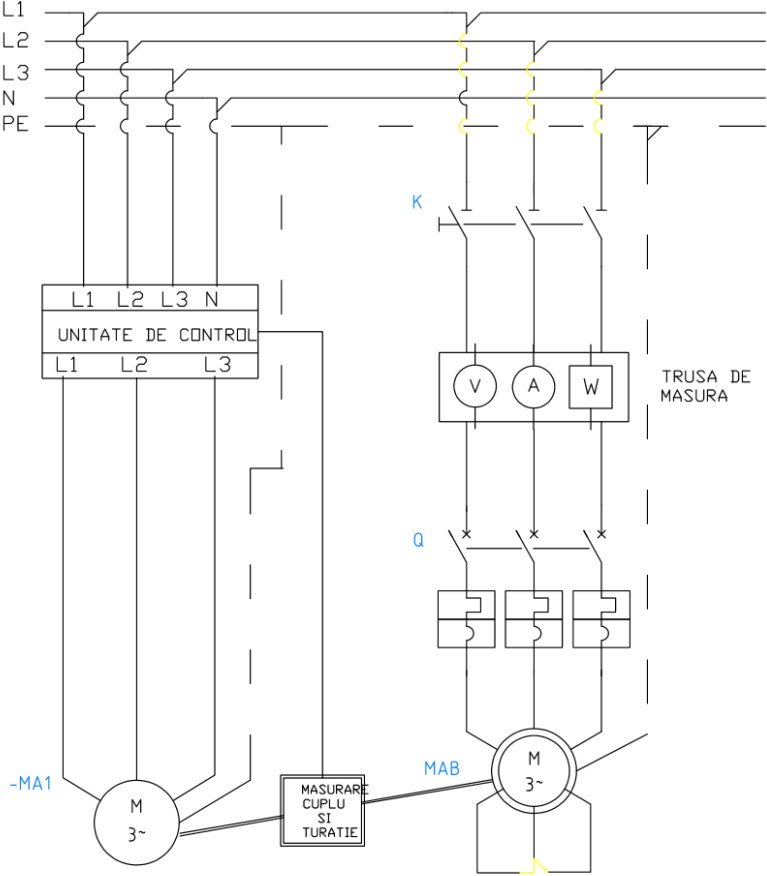 L1
L2
L3
N
PE
K
L1 L2 L3 N
UNITATE DE CONTROL
L1 L2 L3
V A W
TRUSA DE
MASURA
Q
-MA1
M
3~
MASURARE
CUPLU
SI
TURATIE
MAB
M
3~